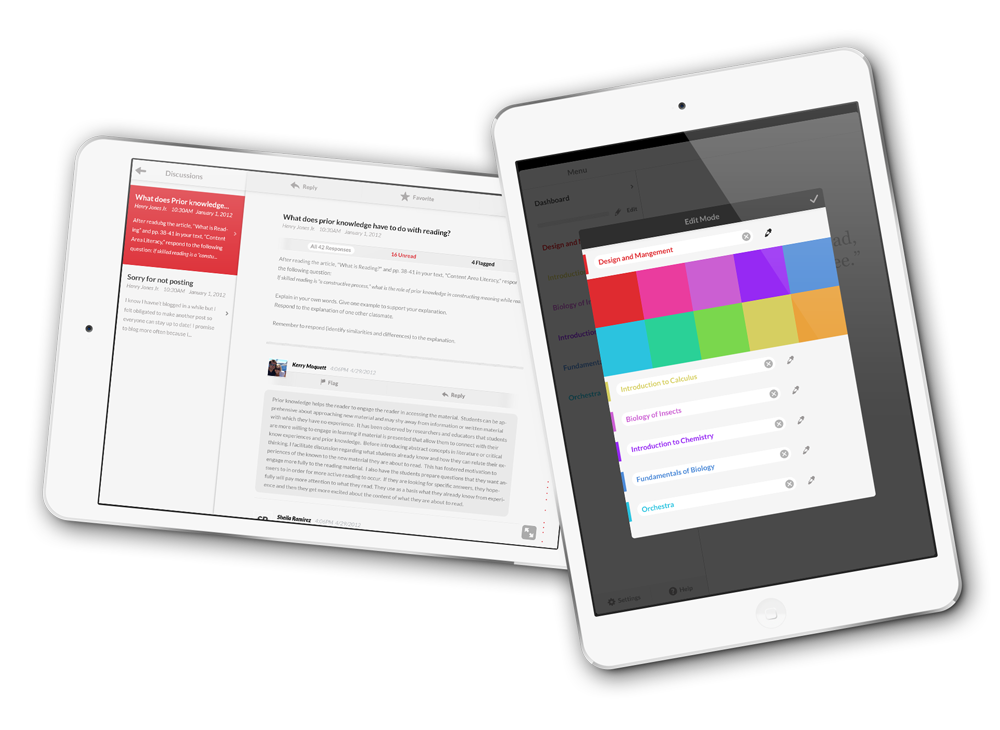 Discussions
What does Prior knowledge...
Henry Jones Jr. 10:30AM January 1, 2012
After readubg the article, "What is Read-
ing" and pp. 38-41 in your text, "Content
Area Literacy," respond to the following
question: If skilled reading is a "constru...
Sorry for not posting
Henry Jones Jr. 10:30AM January 1, 2012
I know I haven't blogged in a while but I
felt obligated to make another post so
everyone can stay up to date! I promise
to blog more often because I...
Reply
Favorite
What does prior knowledge have to do with reading?
Henry Jones Jr. 10:30AM January 1, 2012
All 42 Responses
16 Unread
4 Flagged
After reading the article, "What is Reading?" and pp. 38-41 in your text, "Content Area Literacy," respon
the following question:
If skilled reading is a "constructive process," what is the role of prior knowledge in constructing meaning while rea
Explain in your own words. Give one example to support your explanation.
Respond to the explanation of one other classmate.
Remember to respond (identify similarities and differences) to the explanation.
Kerry Moquett 4:06PM 4/29/2012
Flag
Reply
Prior knowledge helps the reader to engage the reader in accessing the material. Students can be ap-
prehensive about approaching new material and may shy away from information or written material
with which they have no experience. It has been observed by researchers and educators that students
are more willing to engage in learning if material is presented that allow them to connect with their
know experiences and prior knowledge. Before introducing abstract concepts in literature or critical
thinking, I facilitate discussion regarding what students already know and how they can relate their ex-
periences of the known to the new material they are about to read. This has fostered motivation to
engage more fully to the reading material. I also have the students prepare questions that they want an-
swers to in order for more active reading to occur. If they are looking for specific answers, they hope-
fully will pay more attention to what they read. They use as a basis what they already know from experi-
ence and then they get more excited about the content of what they are about to read.
Sheila Ramirez 4:06PM 4/29/2012
Menu
Dashboard
Edit
Design and
Biology of I
Introduction
Fundament
Orchestra
Settings
Help
Edit Mode
Design and Mangement
Introduction to Calculus
Biology of Insects
Introduction to Chemistry
Fundamentals of Biology
Orchestra